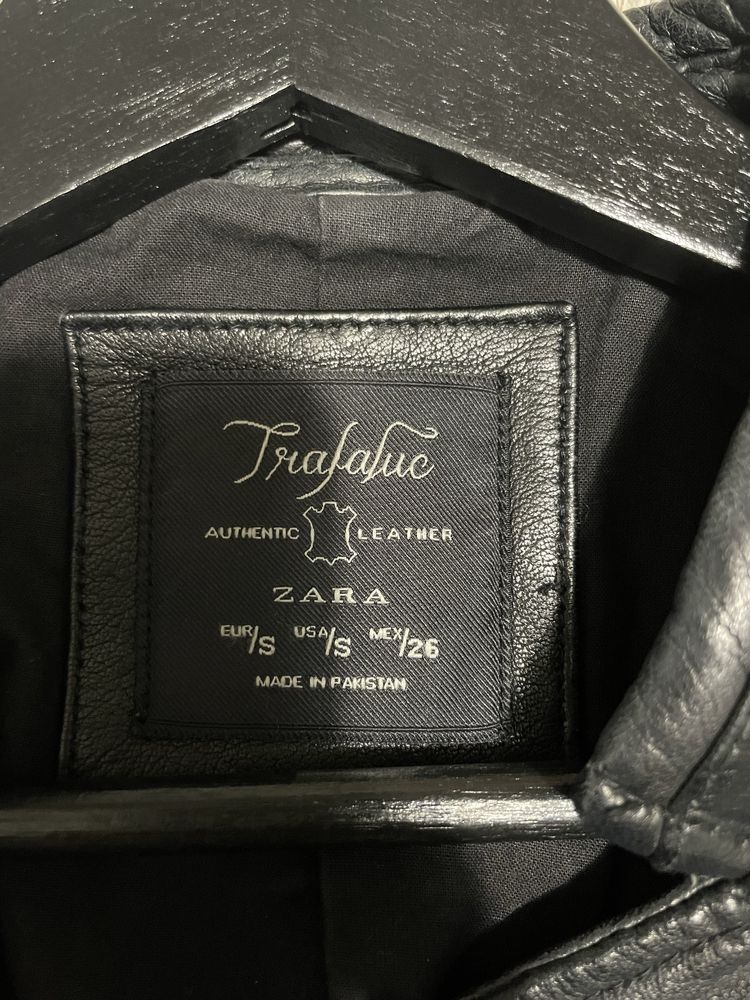 Trafaluc
AUTHENTIC LEATHER
ZARA
EUR/S USA/S MEX/26
MADE IN PAKISTAN